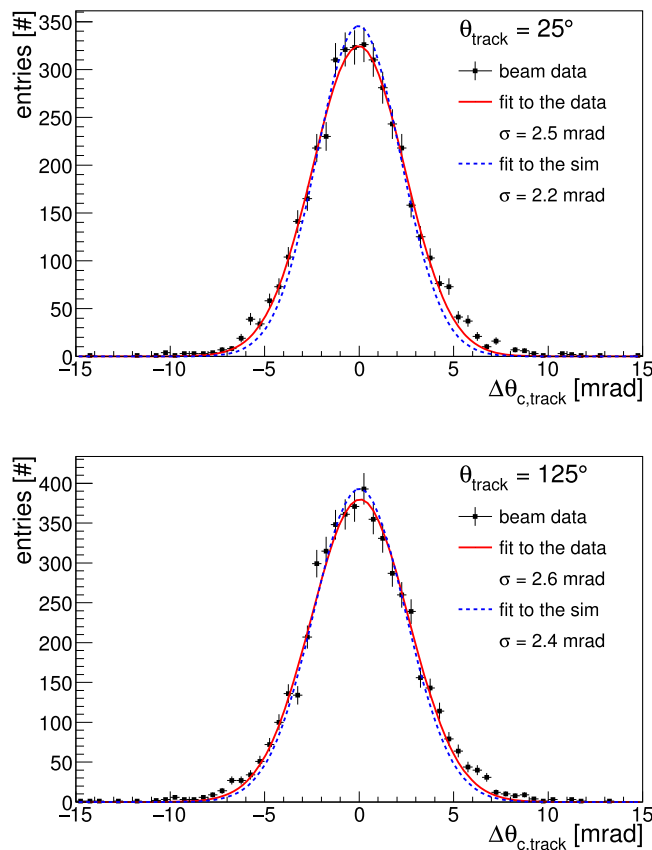 entries [#]
350
300
250
200
150
100
50
0
−15
−10
−5
0
5
10
15
Δθc,track [mrad]
θtrack = 25°
beam data
fit to the data
σ = 2.5 mrad
fit to the sim
σ = 2.2 mrad
entries [#]
400
350
300
250
200
150
100
50
0
−15
−10
−5
0
5
10
15
Δθc,track [mrad]
θtrack = 125°
beam data
fit to the data
σ = 2.6 mrad
fit to the sim
σ = 2.4 mrad